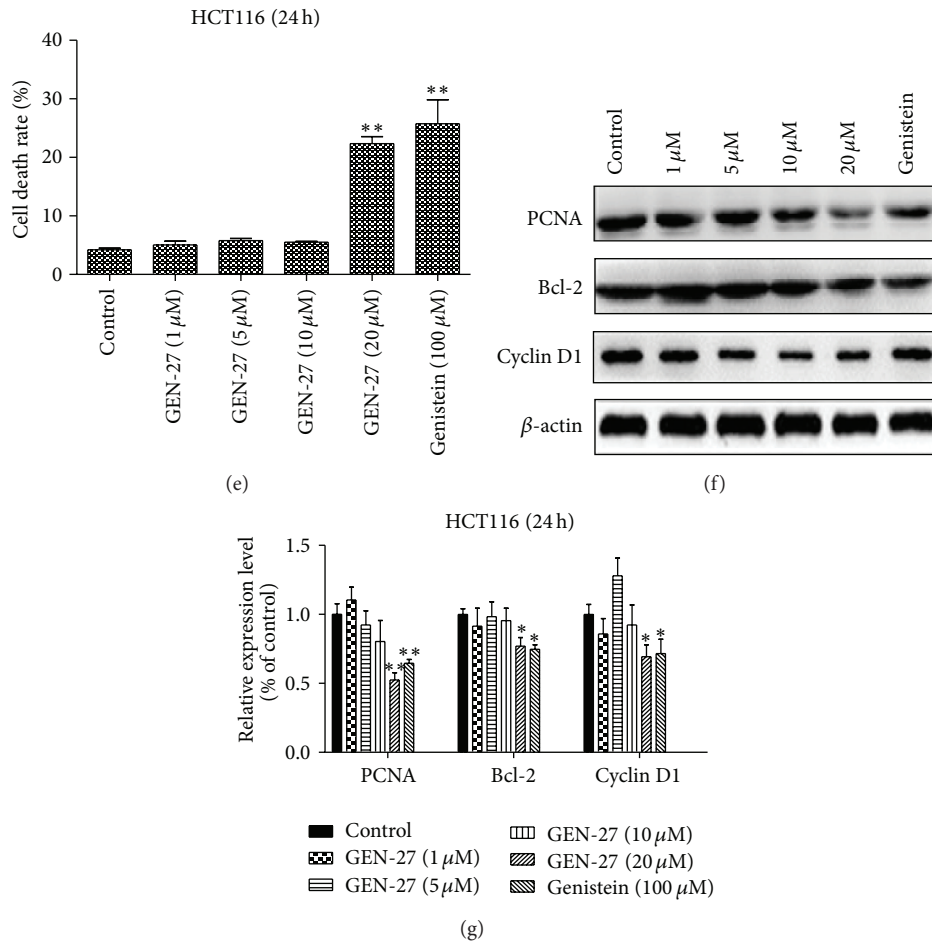 HCT116 (24 h)
Cell death rate (%)
40
30
20
10
0
**
**
Control
GEN-27 (1 μM)
GEN-27 (5 μM)
GEN-27 (10 μM)
GEN-27 (20 μM)
Genistein (100 μM)
(e)
Control
1 μM
5 μM
10 μM
20 μM
Genistein
PCNA
Bcl-2
Cyclin D1
β-actin
(f)
HCT116 (24 h)
Relative expression level
(% of control)
1.5
1.0
0.5
0.0
**
**
*
*
*
*
PCNA
Bcl-2
Cyclin D1
Control
GEN-27 (1 μM)
GEN-27 (5 μM)
GEN-27 (10 μM)
GEN-27 (20 μM)
Genistein (100 μM)
(g)